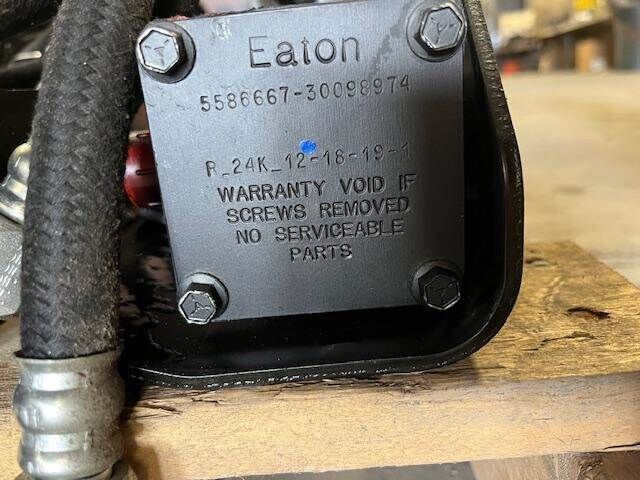 Eaton
5586667-30098974
R_24K_12-18-19-1
WARRANTY VOID IF
SCREWS REMOVED
NO SERVICEABLE
PARTS